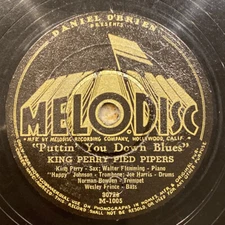 DANIEL O'BRIEN
PRESENTS
MELODISC
MFR BY MELODISC RECORDING COMPANY, HOLLYWOOD, CALIF.
"Puttin' You Down Blues"
KING PERRY PIED PIPERS
King Perry - Sax; Walter Flemming - Piano
"Happy" Johnson - Trombone; Joe Harris - Drums
Norman Bowden - Trumpet
Wesley Prince - Bass
M-1005